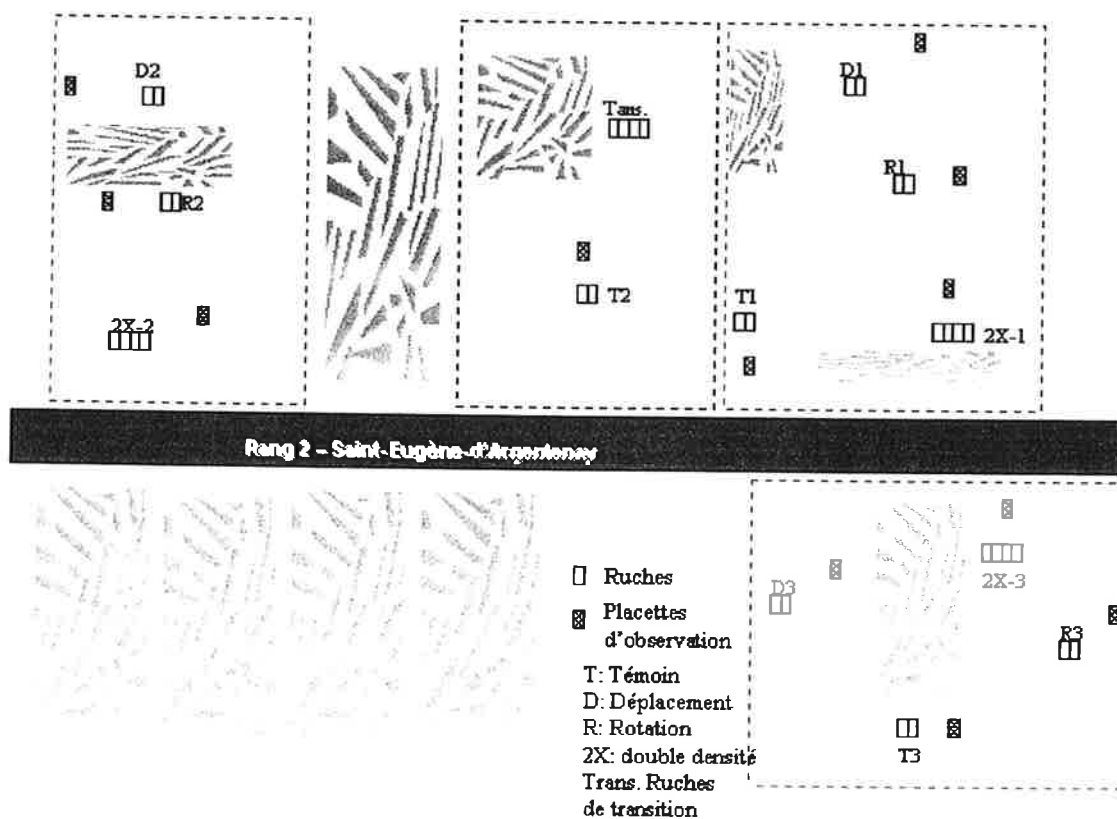 D2
R2
2X-2
Tans.
T2
D1
R1
T1
2X-1
Rang 2 – Saint-Eugène-d'Argentenay
Ruches
Placettes
d'observation
T: Témoin
D: Déplacement
R: Rotation
2X: double densité
Trans. Ruches
de transition
D3
2X-3
R3
T3